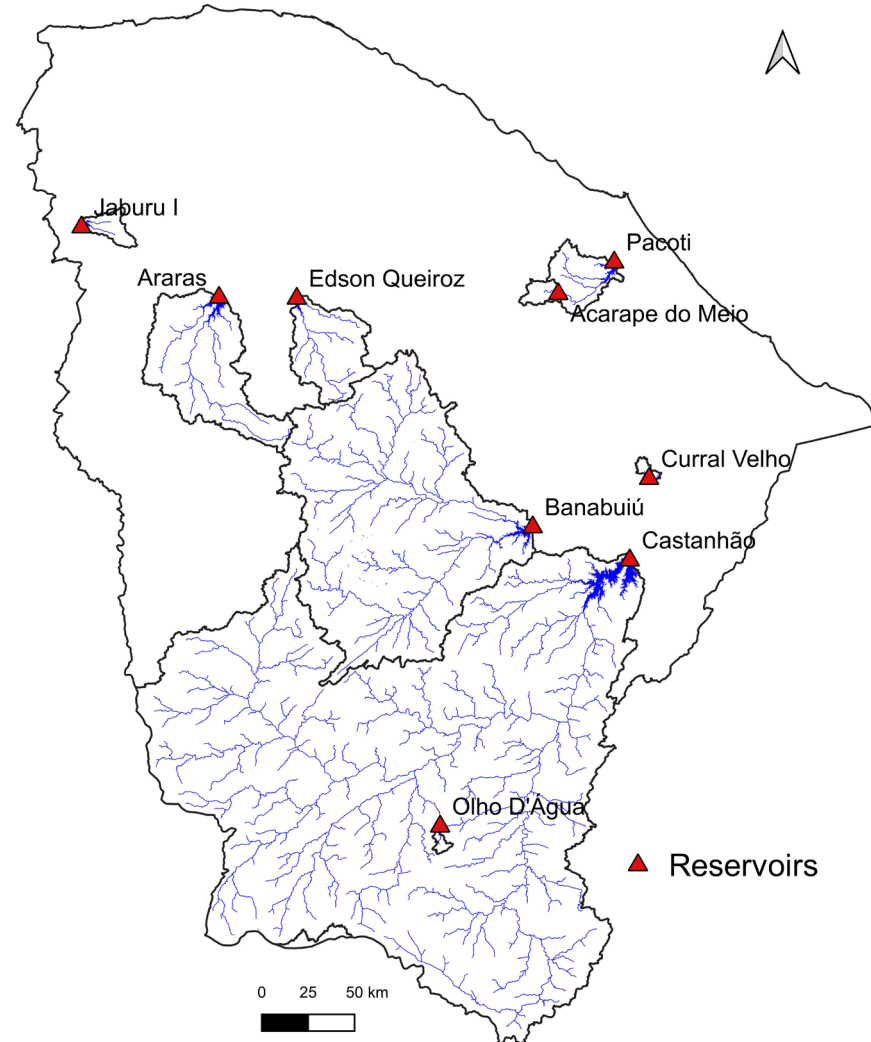 Jaburu I
Pacoti
Araras
Edson Queiroz
Acarape do Meio
Curral Velho
Banabuiú
Castanhão
Olho D'Água
Reservoirs
0 25 50 km